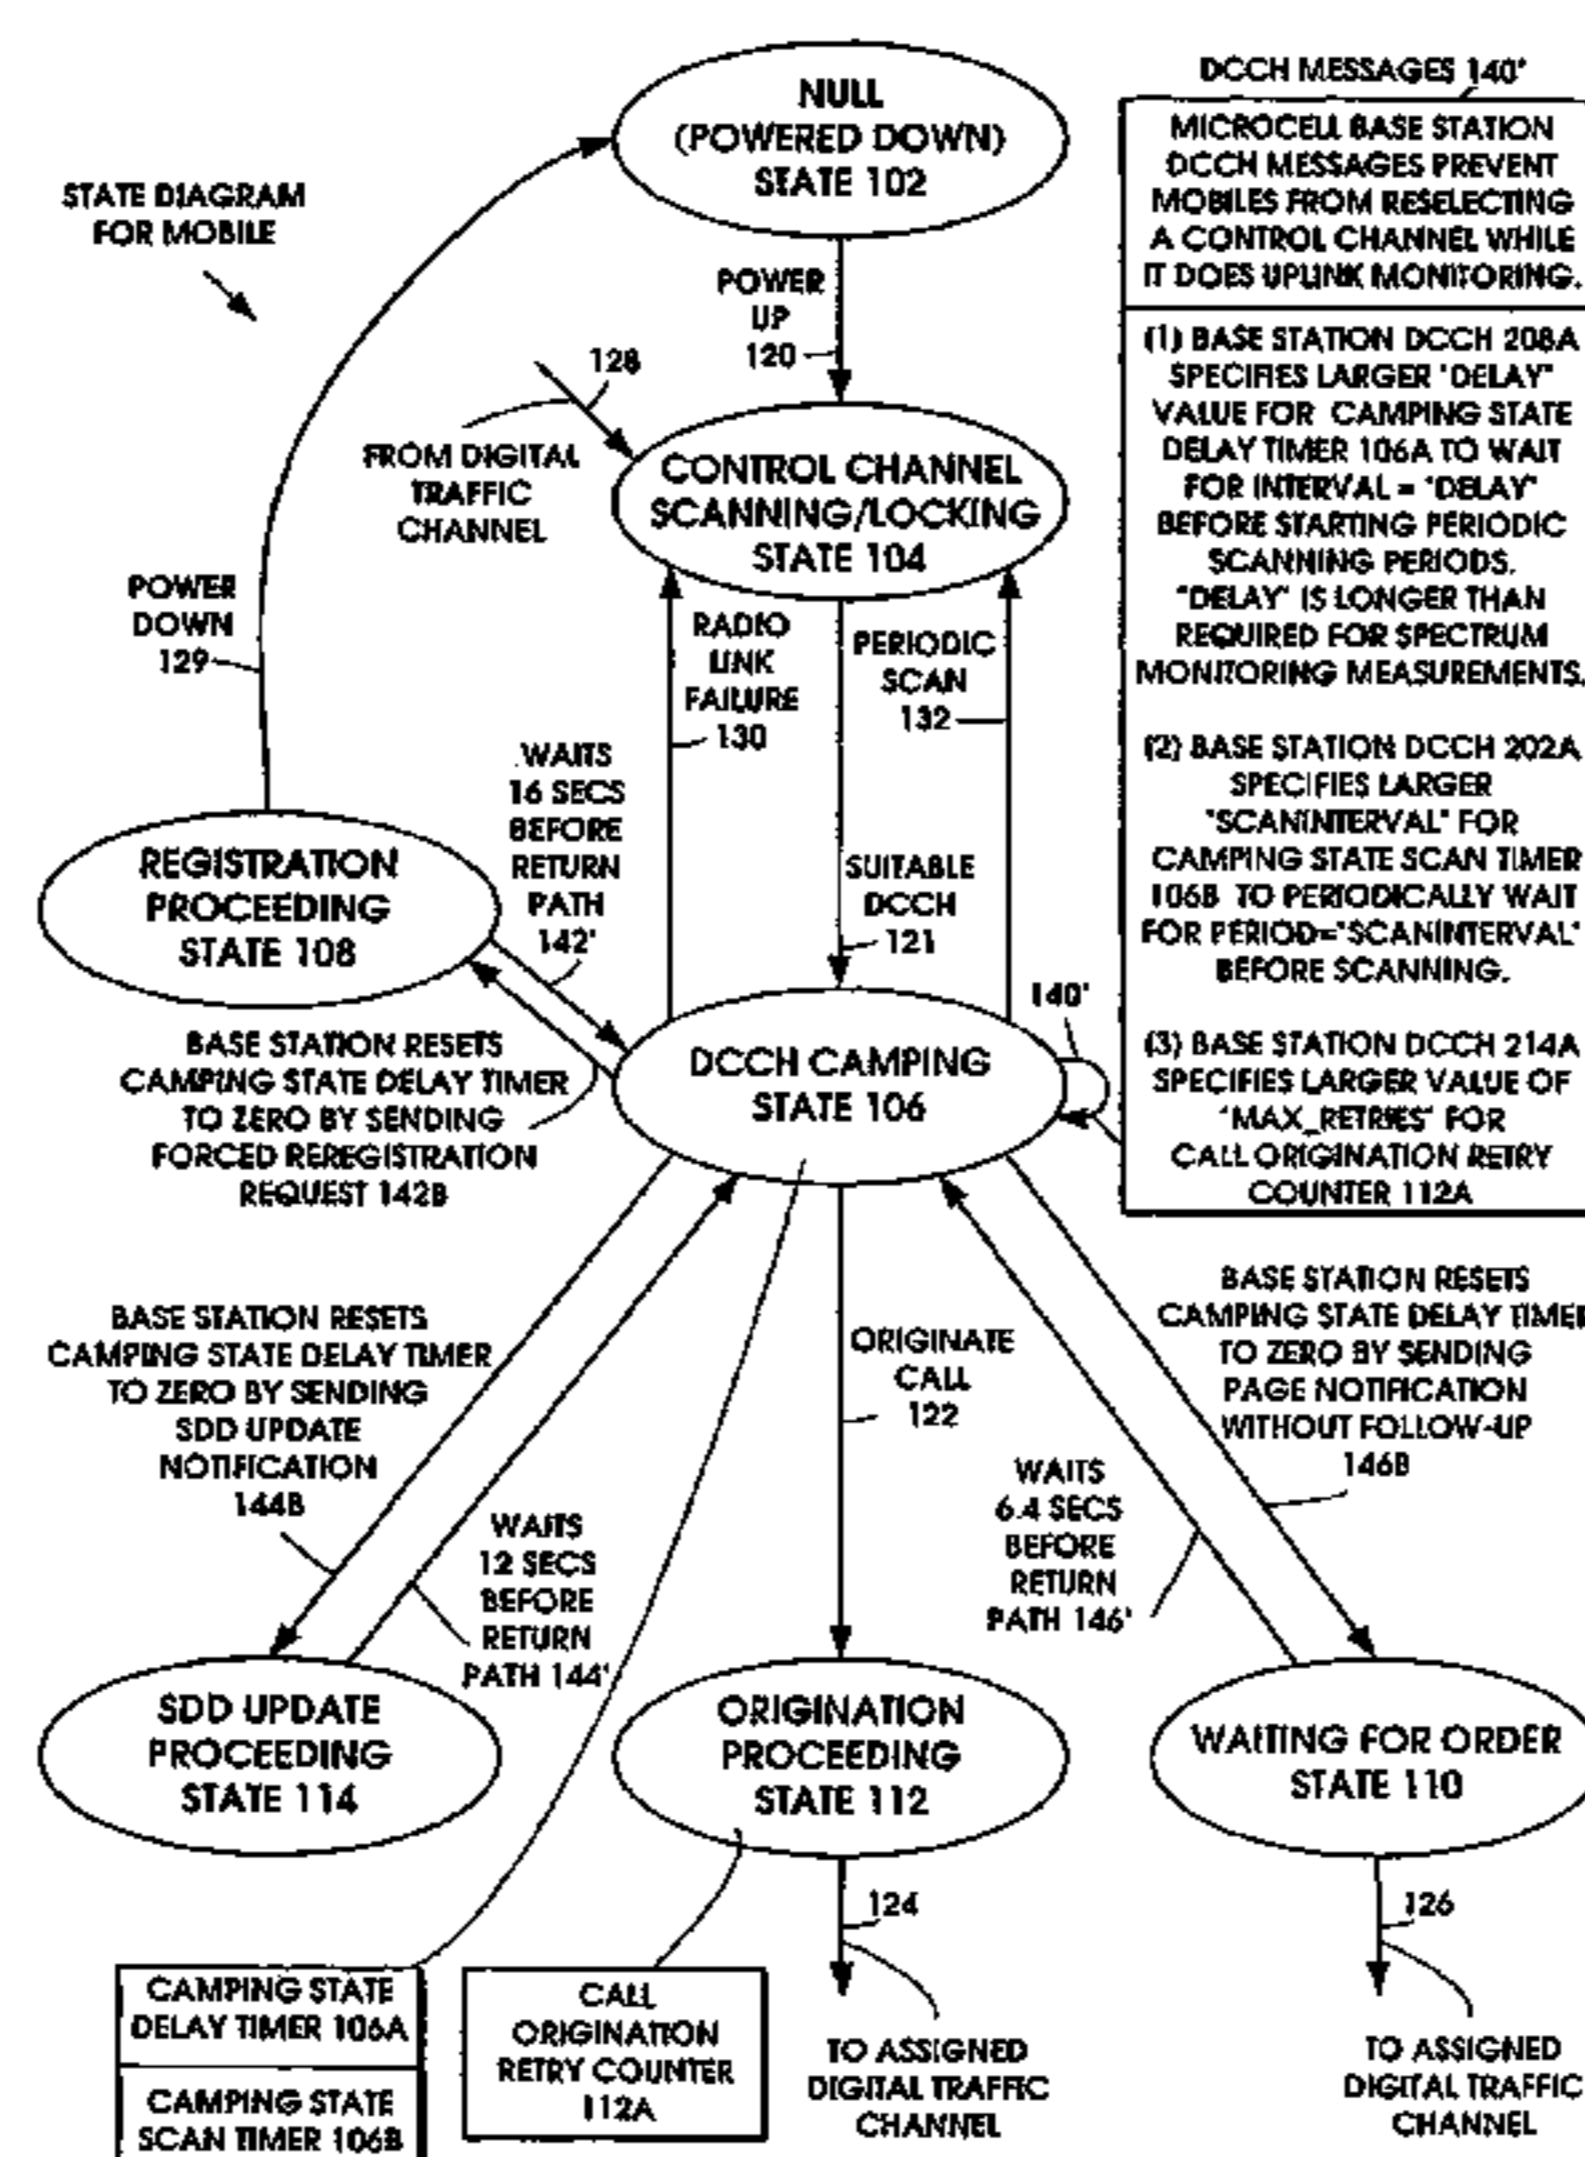 STATE DIAGRAM
FOR MOBILE
NULL
(POWERED DOWN)
STATE 102
POWER
UP
120
128
FROM DIGITAL
TRAFFIC
CHANNEL
CONTROL CHANNEL
SCANNING/LOCKING
STATE 104
POWER
DOWN
129
RADIO
LINK
FAILURE
130
PERIODIC
SCAN
132
WAITS
16 SECS
BEFORE
RETURN
PATH
142'
SUITABLE
DCCH
121
REGISTRATION
PROCEEDING
STATE 108
BASE STATION RESETS
CAMPING STATE DELAY TIMER
TO ZERO BY SENDING
FORCED REREGISTRATION
REQUEST 142B
DCCH CAMPING
STATE 106
140'
DCCH MESSAGES 140'
MICROCELL BASE STATION
DCCH MESSAGES PREVENT
MOBILES FROM RESELECTING
A CONTROL CHANNEL WHILE
IT DOES UPLINK MONITORING.
(1) BASE STATION DCCH 208A
SPECIFIES LARGER "DELAY"
VALUE FOR CAMPING STATE
DELAY TIMER 106A TO WAIT
FOR INTERVAL = "DELAY"
BEFORE STARTING PERIODIC
SCANNING PERIODS.
"DELAY" IS LONGER THAN
REQUIRED FOR SPECTRUM
MONITORING MEASUREMENTS.
(2) BASE STATION DCCH 202A
SPECIFIES LARGER
"SCANINTERVAL" FOR
CAMPING STATE SCAN TIMER
106B TO PERIODICALLY WAIT
FOR PERIOD="SCANINTERVAL"
BEFORE SCANNING.
(3) BASE STATION DCCH 214A
SPECIFIES LARGER VALUE OF
"MAX_RETRIES" FOR
CALL ORIGINATION RETRY
COUNTER 112A
BASE STATION RESETS
CAMPING STATE DELAY TIMER
TO ZERO BY SENDING
SDD UPDATE
NOTIFICATION
144B
WAITS
12 SECS
BEFORE
RETURN
PATH 144'
ORIGINATE
CALL
122
WAITS
6.4 SECS
BEFORE
RETURN
PATH 146'
BASE STATION RESETS
CAMPING STATE DELAY TIMER
TO ZERO BY SENDING
PAGE NOTIFICATION
WITHOUT FOLLOW-UP
146B
SDD UPDATE
PROCEEDING
STATE 114
ORIGINATION
PROCEEDING
STATE 112
WAITING FOR ORDER
STATE 110
124
126
CAMPING STATE
DELAY TIMER 106A
CAMPING STATE
SCAN TIMER 106B
CALL
ORIGINATION
RETRY COUNTER
112A
TO ASSIGNED
DIGITAL TRAFFIC
CHANNEL
TO ASSIGNED
DIGITAL TRAFFIC
CHANNEL